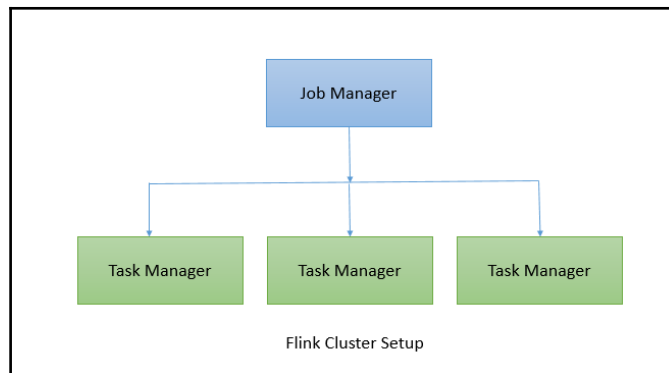 Job Manager
Task Manager
Task Manager
Task Manager
Flink Cluster Setup